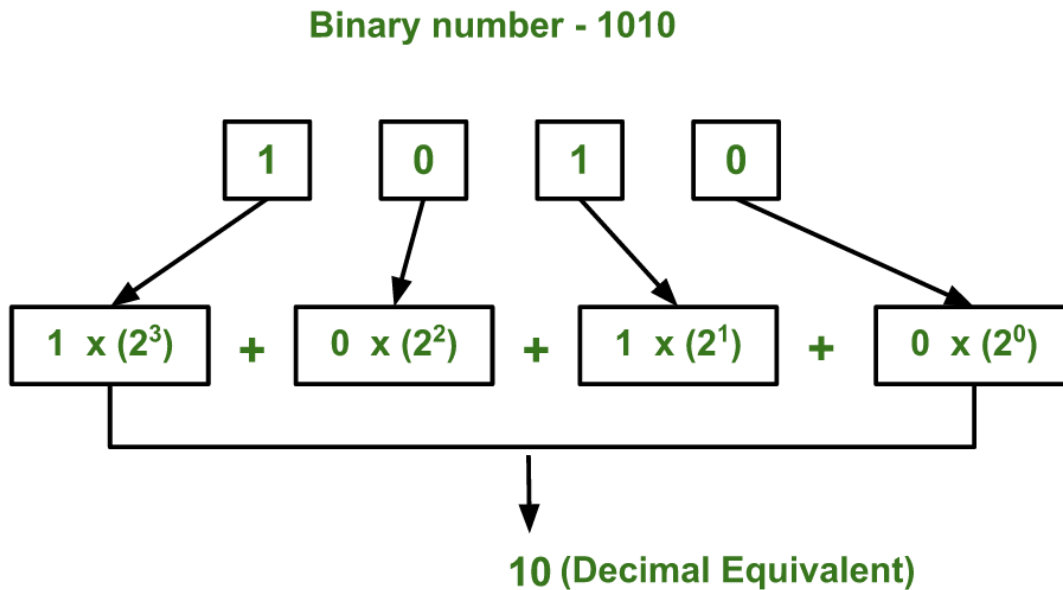 Binary number - 1010
1 0 1 0
1 x (2³) + 0 x (2²) + 1 x (2¹) + 0 x (2⁰)
10 (Decimal Equivalent)